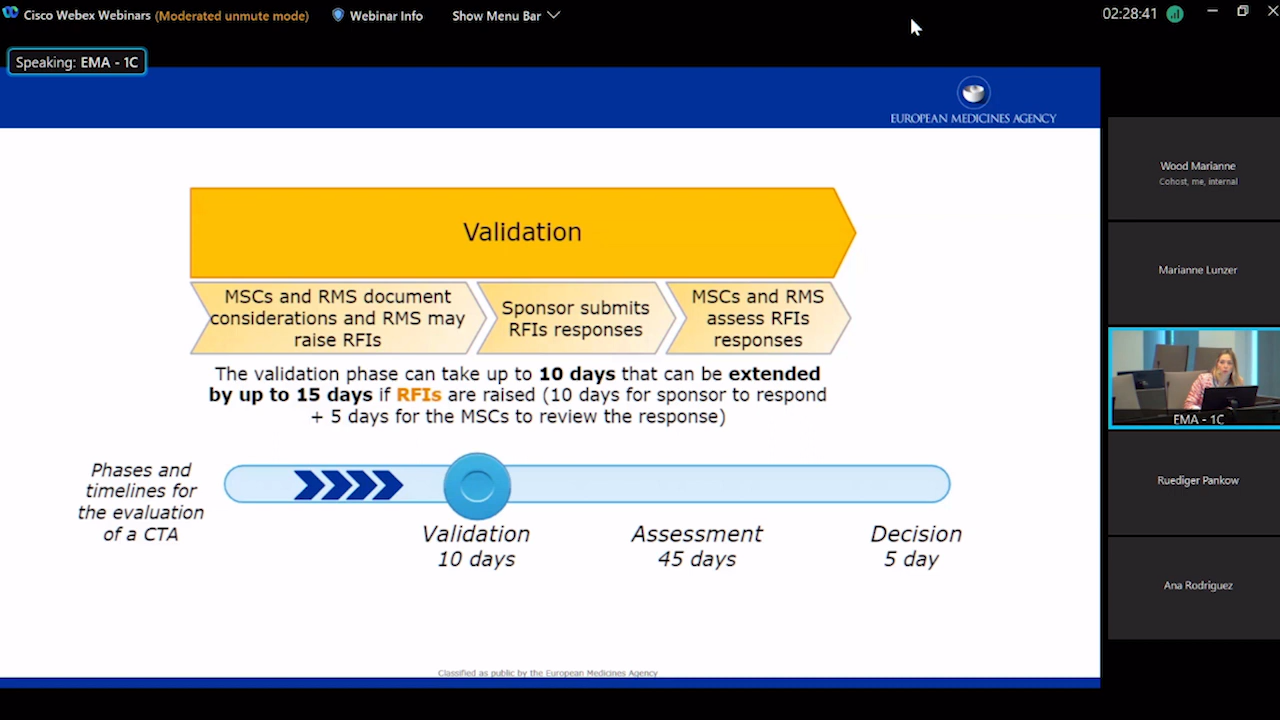 Cisco Webex Webinars (Moderated unmute mode) Webinar Info Show Menu Bar 02:28:41
Speaking: EMA - 1C
EUROPEAN MEDICINES AGENCY
Validation
MSCs and RMS document
considerations and RMS may
raise RFIs
Sponsor submits
RFIs responses
MSCs and RMS
assess RFIs
responses
The validation phase can take up to 10 days that can be extended
by up to 15 days if RFIs are raised (10 days for sponsor to respond
+ 5 days for the MSCs to review the response)
Phases and
timelines for
the evaluation
of a CTA
Validation
10 days
Assessment
45 days
Decision
5 day
Classified as public by the European Medicines Agency
Wood Marianne
Cohost, me, internal
Marianne Lunzer
EMA - 1C
Ruediger Pankow
Ana Rodriguez